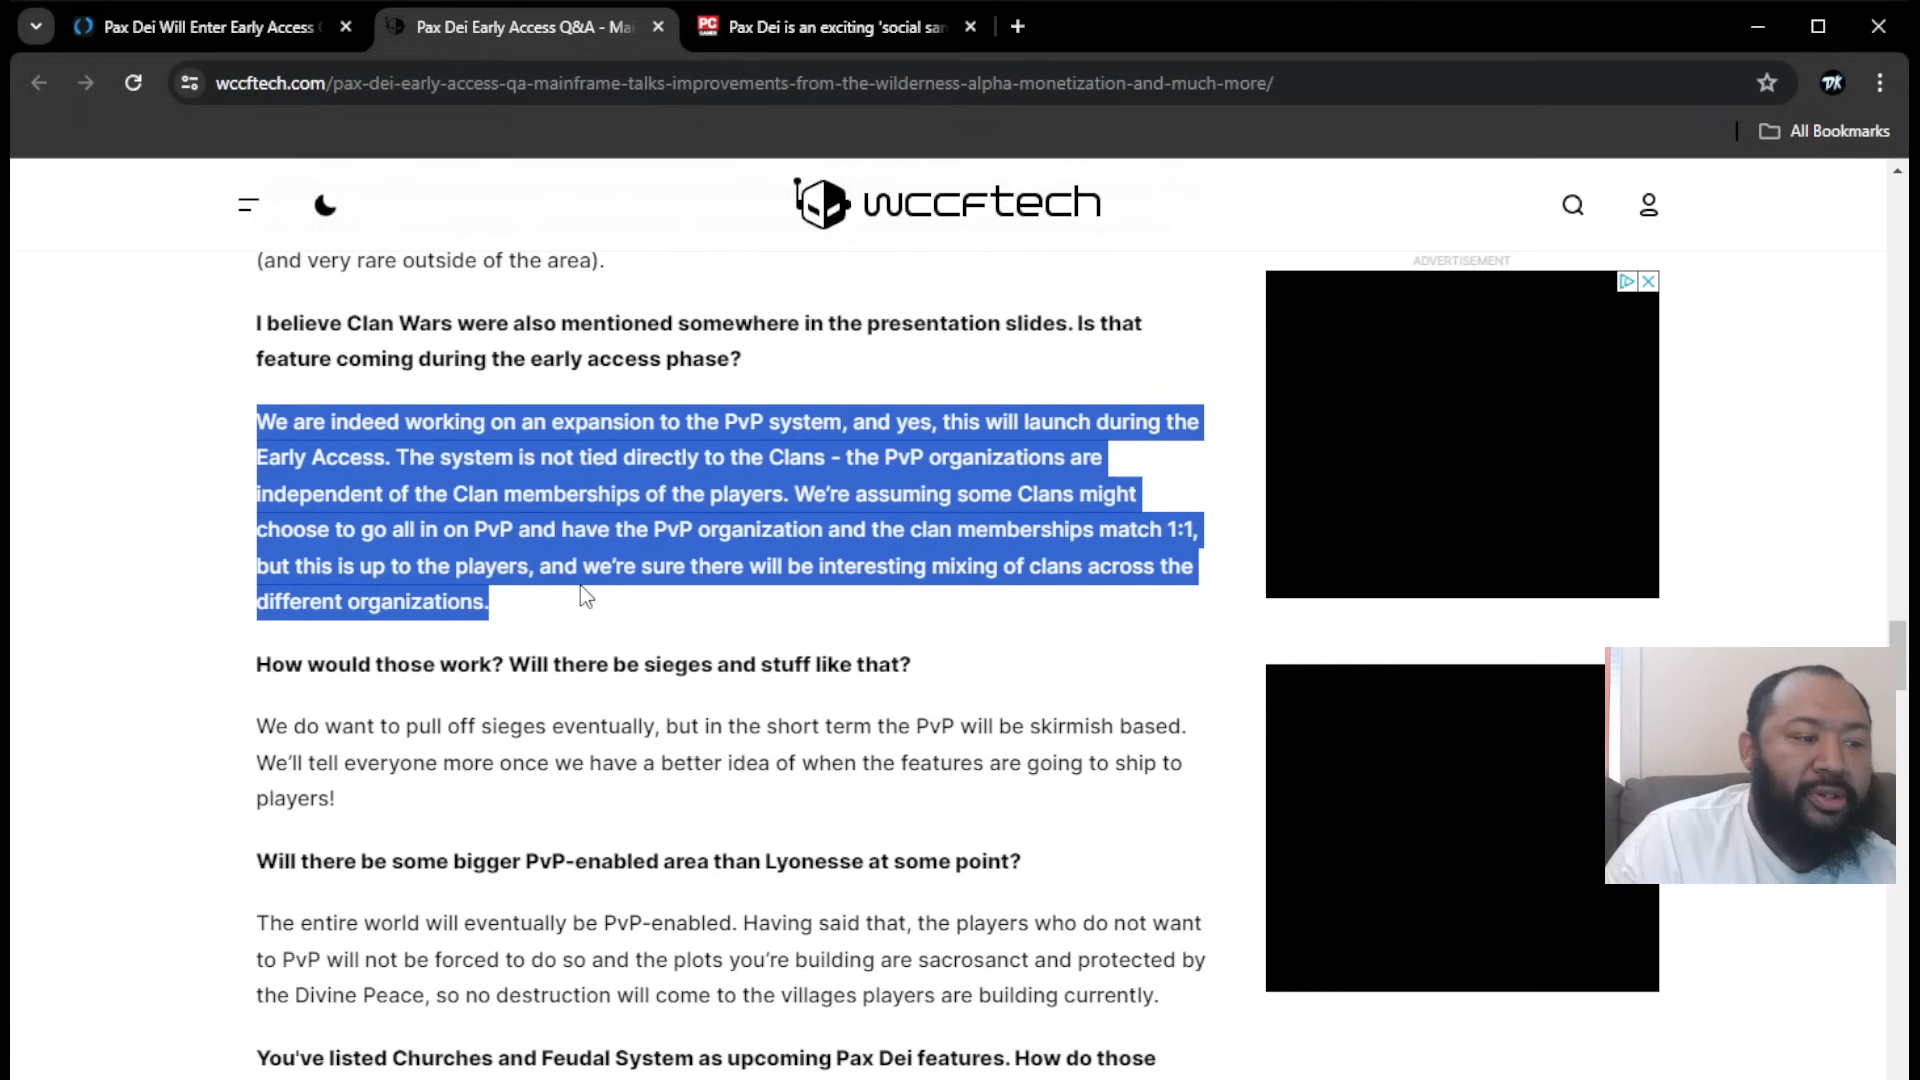 Pax Dei Will Enter Early Access
Pax Dei Early Access Q&A - Mai
PC GAMER
Pax Dei is an exciting 'social san
wccftech.com/pax-dei-early-access-qa-mainframe-talks-improvements-from-the-wilderness-alpha-monetization-and-much-more/
DK
All Bookmarks
wccftech
(and very rare outside of the area).
ADVERTISEMENT
I believe Clan Wars were also mentioned somewhere in the presentation slides. Is that
feature coming during the early access phase?
We are indeed working on an expansion to the PvP system, and yes, this will launch during the
Early Access. The system is not tied directly to the Clans - the PvP organizations are
independent of the Clan memberships of the players. We're assuming some Clans might
choose to go all in on PvP and have the PvP organization and the clan memberships match 1:1,
but this is up to the players, and we're sure there will be interesting mixing of clans across the
different organizations.
How would those work? Will there be sieges and stuff like that?
We do want to pull off sieges eventually, but in the short term the PvP will be skirmish based.
We'll tell everyone more once we have a better idea of when the features are going to ship to
players!
Will there be some bigger PvP-enabled area than Lyonesse at some point?
The entire world will eventually be PvP-enabled. Having said that, the players who do not want
to PvP will not be forced to do so and the plots you're building are sacrosanct and protected by
the Divine Peace, so no destruction will come to the villages players are building currently.
You've listed Churches and Feudal System as upcoming Pax Dei features. How do those